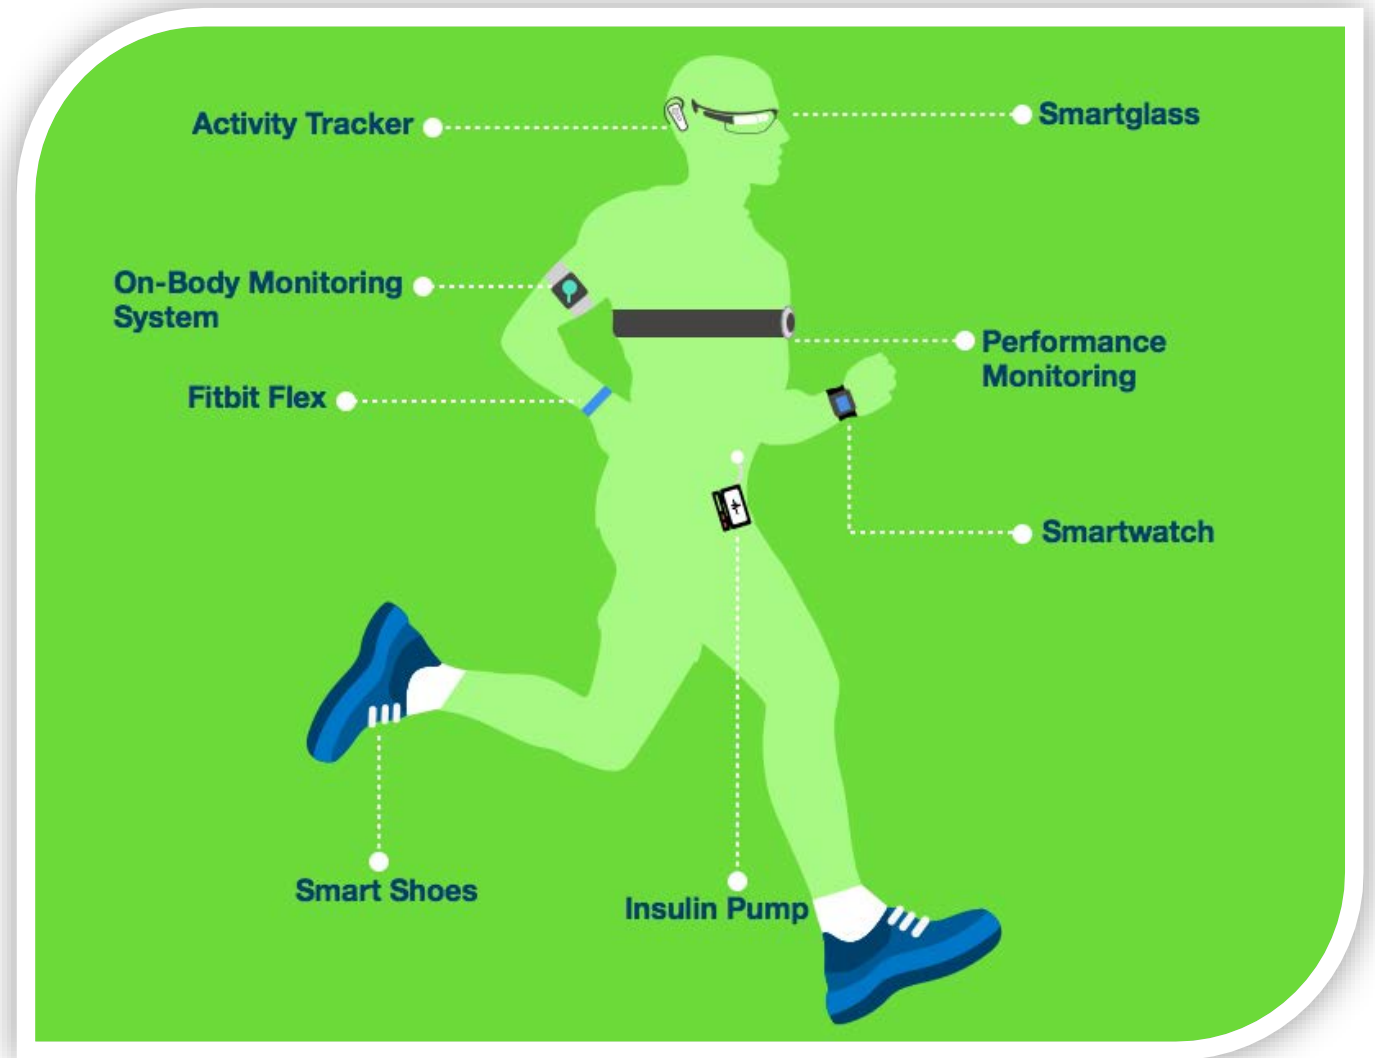 Activity Tracker
Smartglass
On-Body Monitoring
System
Performance
Monitoring
Fitbit Flex
Smartwatch
Smart Shoes
Insulin Pump